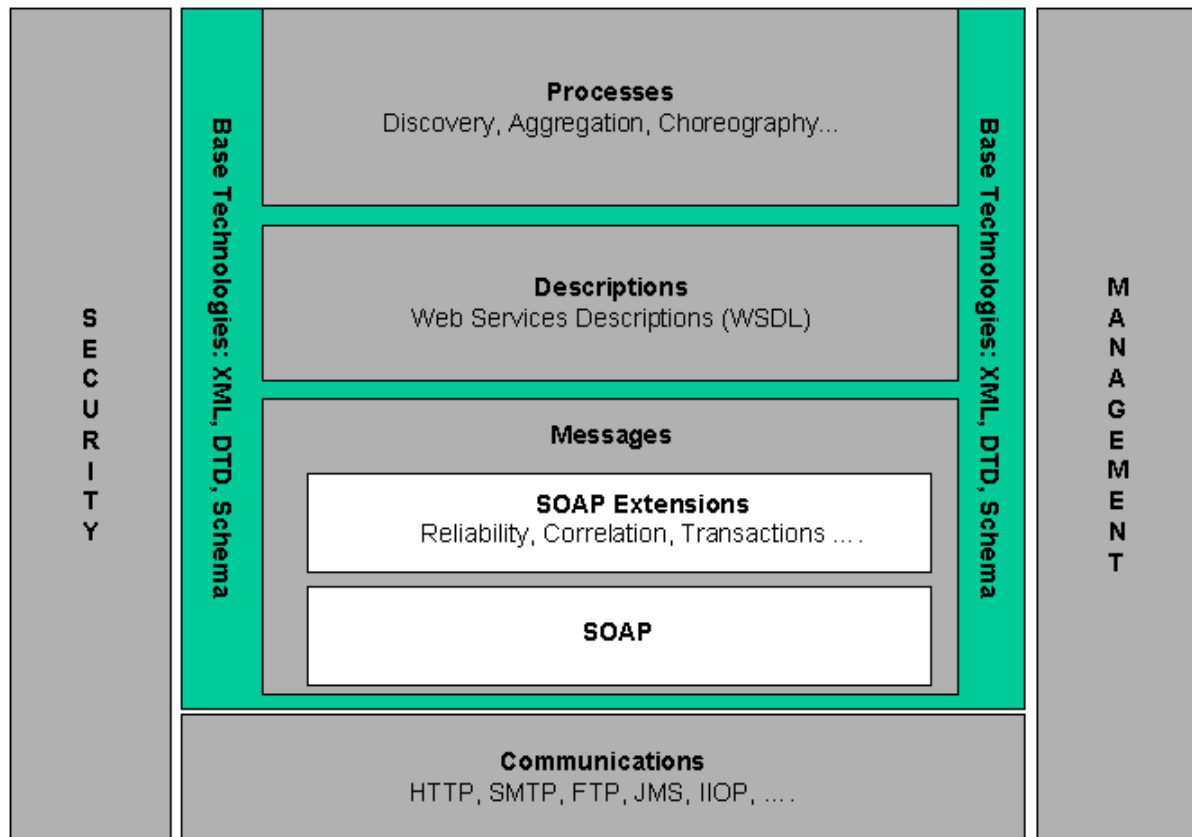 SECURITY
Base Technologies: XML, DTD, Schema
Processes
Discovery, Aggregation, Choreography...
Descriptions
Web Services Descriptions (WSDL)
Messages
SOAP Extensions
Reliability, Correlation, Transactions ....
SOAP
Base Technologies: XML, DTD, Schema
MANAGEMENT
Communications
HTTP, SMTP, FTP, JMS, IIOP, ....